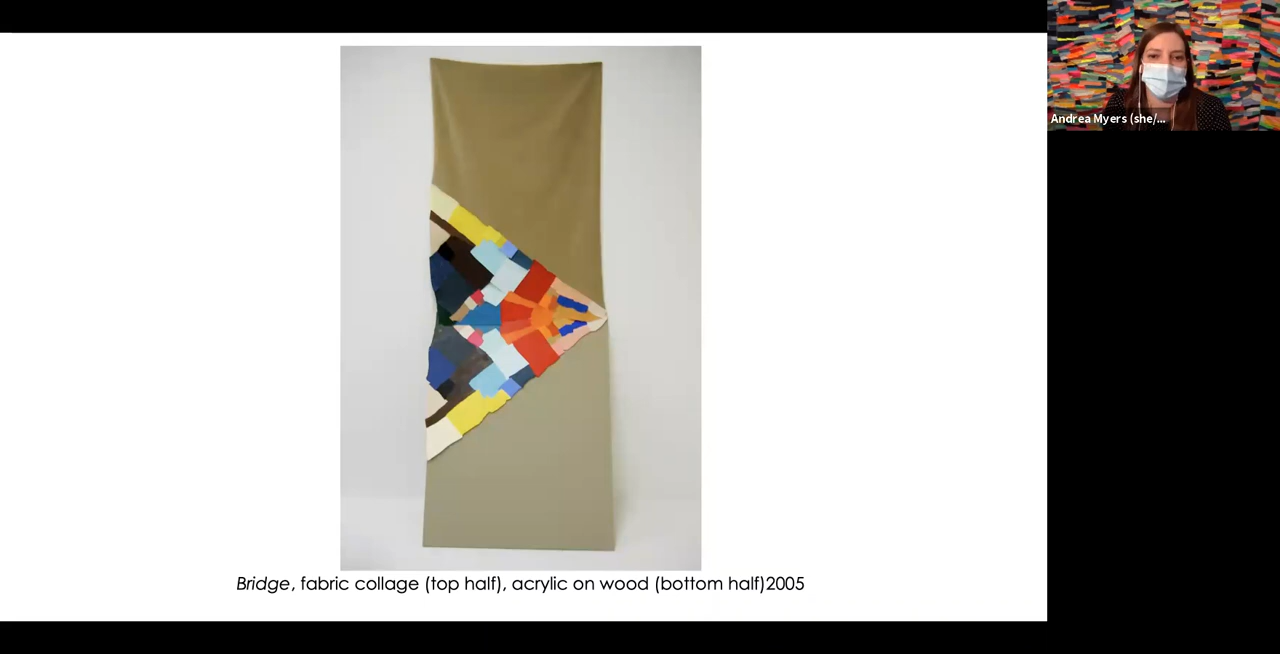 Andrea Myers (she/...
Bridge, fabric collage (top half), acrylic on wood (bottom half)2005